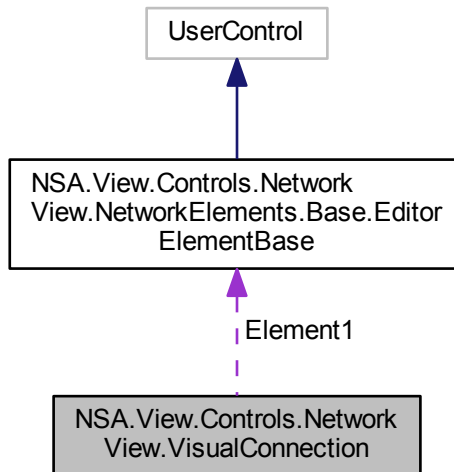 UserControl
NSA.View.Controls.Network
View.NetworkElements.Base.Editor
ElementBase
Element1
NSA.View.Controls.Network
View.VisualConnection